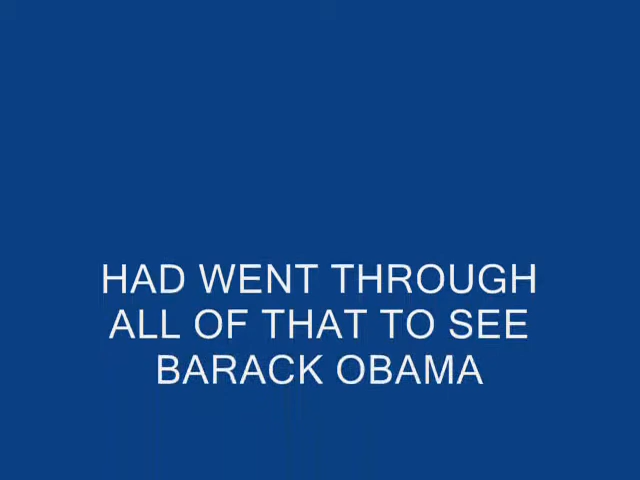 HAD WENT THROUGH
ALL OF THAT TO SEE
BARACK OBAMA